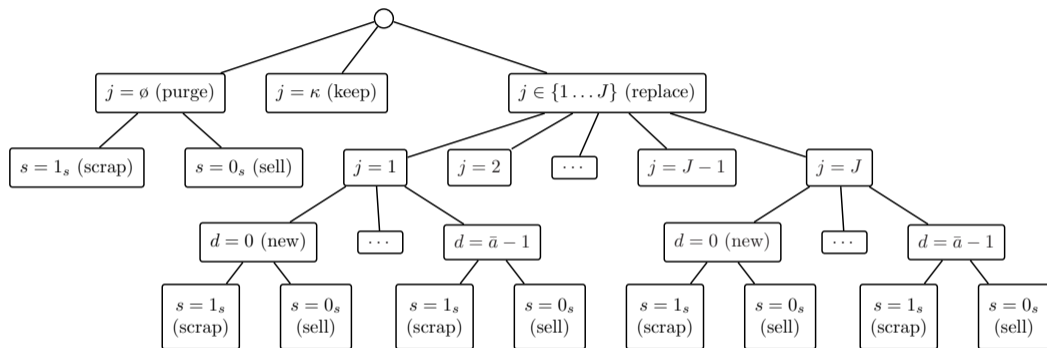 j = ø (purge)
j = κ (keep)
j ∈ {1 . . . J} (replace)
s = 1ₛ (scrap)
s = 0ₛ (sell)
j = 1
j = 2
· · ·
j = J − 1
j = J
d = 0 (new)
· · ·
d = ā − 1
d = 0 (new)
· · ·
d = ā − 1
s = 1ₛ
(scrap)
s = 0ₛ
(sell)
s = 1ₛ
(scrap)
s = 0ₛ
(sell)
s = 1ₛ
(scrap)
s = 0ₛ
(sell)
s = 1ₛ
(scrap)
s = 0ₛ
(sell)